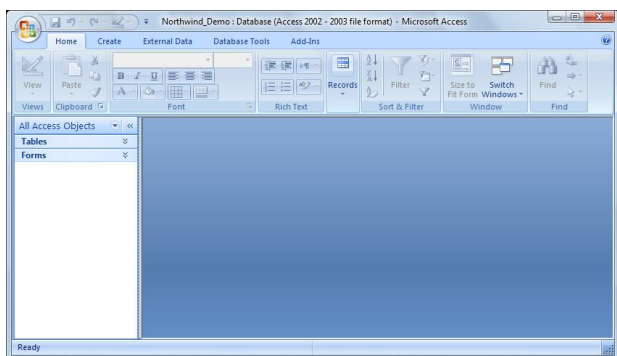 Northwind_Demo : Database (Access 2002 - 2003 file format) - Microsoft Access
Home Create External Data Database Tools Add-Ins
View Paste B I U Records Filter Size to Fit Form Switch Windows Find
Views Clipboard Font Rich Text Sort & Filter Window Find
All Access Objects
Tables
Forms
Ready